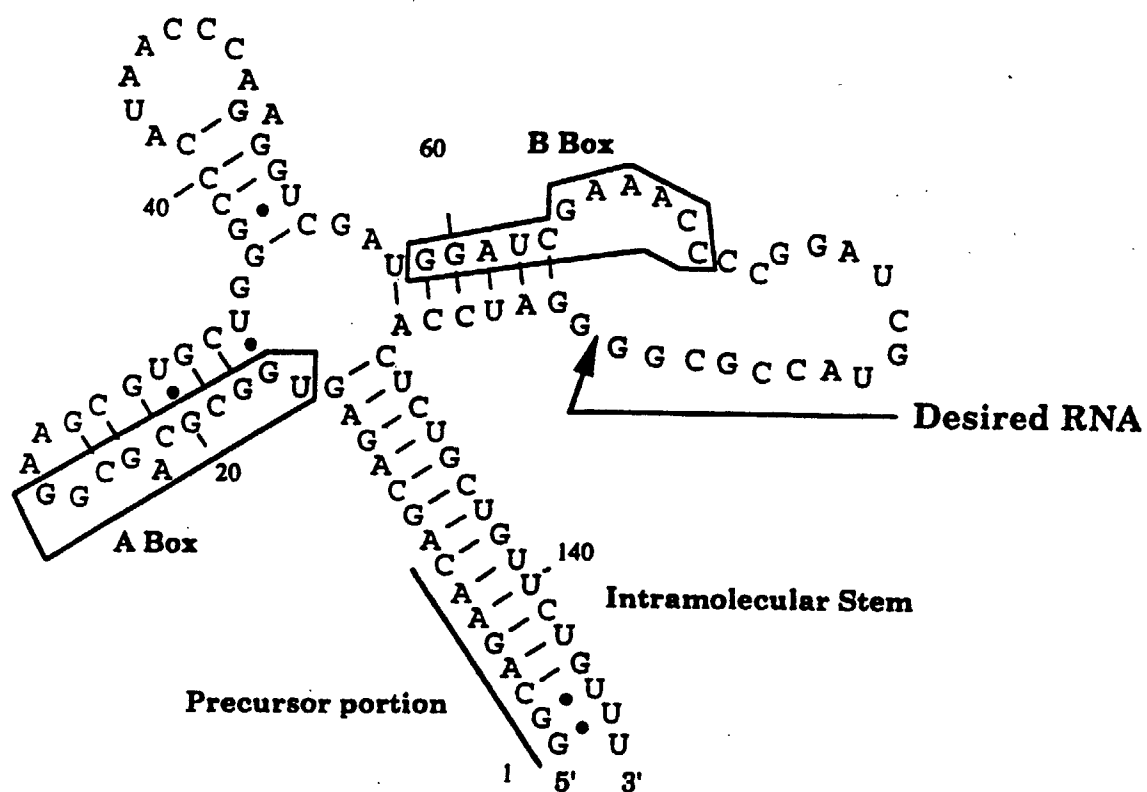 A U A A C C C A
60
B Box
G A G G U C G A U
40
G G G C C C
G G A U C G A A A C C
C C G G A U C G
U A C C G C G G G
G A U C C A
A A G C G U G C U
U G G C G C A G C G G
20
A Box
Desired RNA
C U C U G C U G U U C U G U U U
140
Intramolecular Stem
G A G A C G A C A A G A C G G
Precursor portion
1 5' 3'